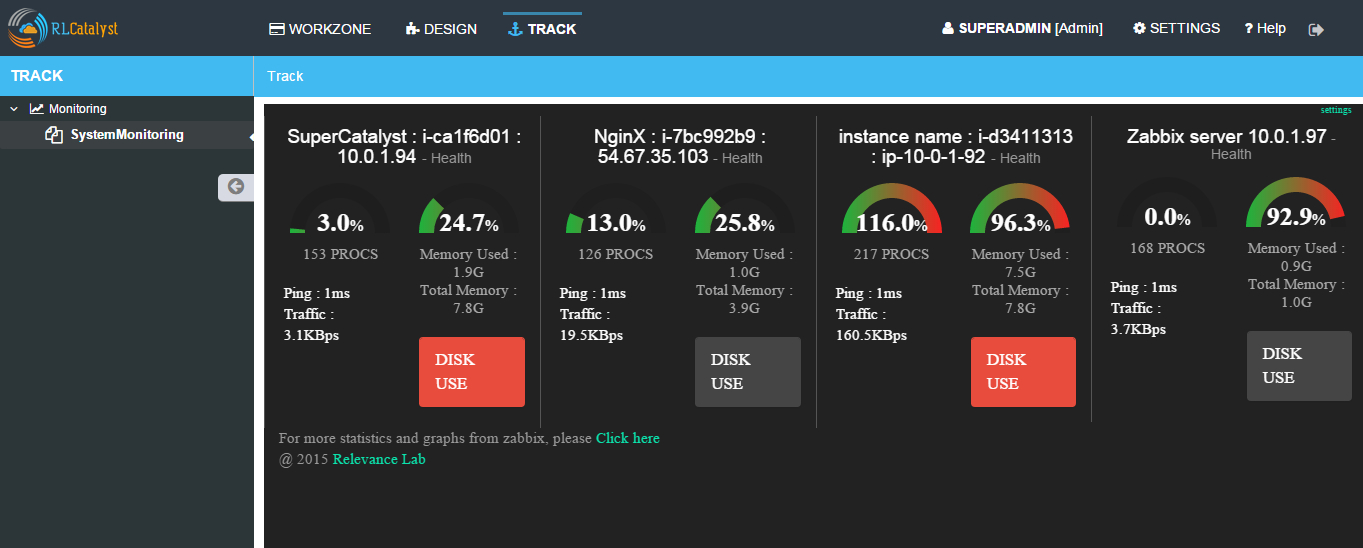 RLCatalyst
WORKZONE
DESIGN
TRACK
SUPERADMIN [Admin]
SETTINGS
? Help
TRACK
Track
Monitoring
SystemMonitoring
settings
SuperCatalyst : i-ca1f6d01 :
10.0.1.94 - Health
3.0%
153 PROCS
24.7%
Memory Used :
1.9G
Total Memory :
7.8G
Ping : 1ms
Traffic :
3.1KBps
DISK
USE
NginX : i-7bc992b9 :
54.67.35.103 - Health
13.0%
126 PROCS
25.8%
Memory Used :
1.0G
Total Memory :
3.9G
Ping : 1ms
Traffic :
19.5KBps
DISK
USE
instance name : i-d3411313
: ip-10-0-1-92 - Health
116.0%
217 PROCS
96.3%
Memory Used :
7.5G
Total Memory :
7.8G
Ping : 1ms
Traffic :
160.5KBps
DISK
USE
Zabbix server 10.0.1.97 -
Health
0.0%
168 PROCS
92.9%
Memory Used :
0.9G
Total Memory :
1.0G
Ping : 1ms
Traffic :
3.7KBps
DISK
USE
For more statistics and graphs from zabbix, please Click here
@ 2015 Relevance Lab